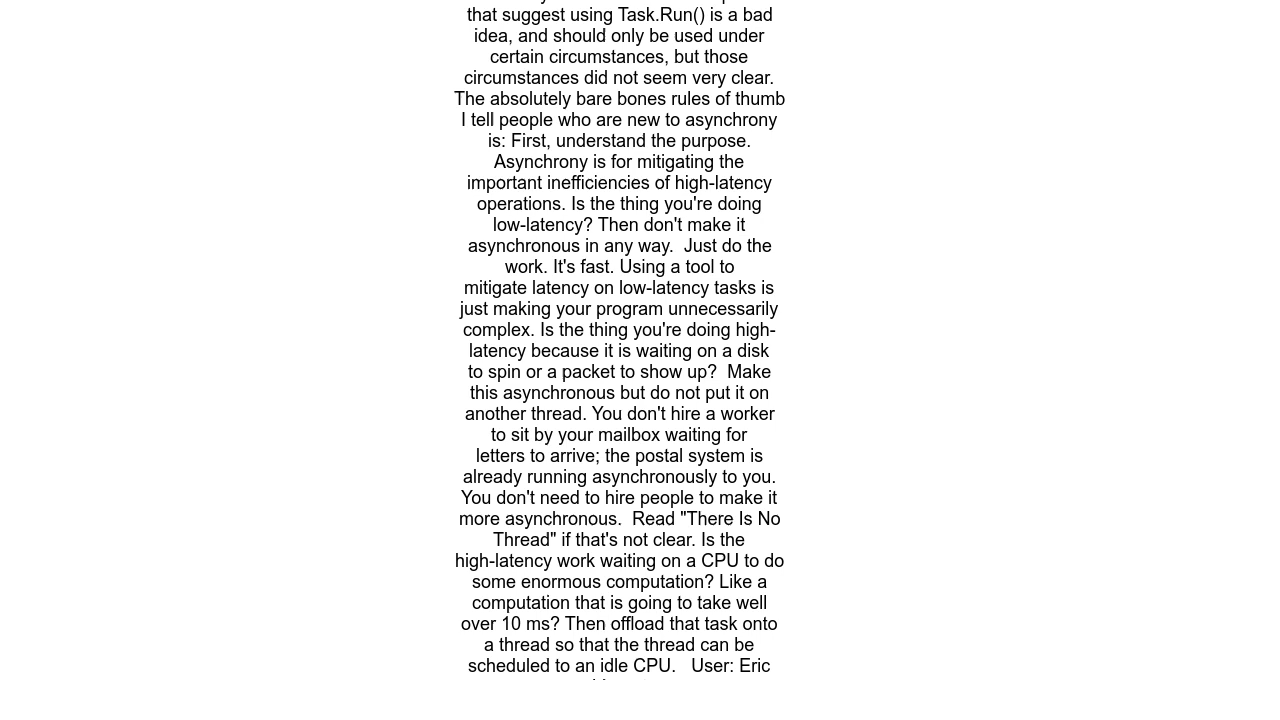 that suggest using Task.Run() is a bad
idea, and should only be used under
certain circumstances, but those
circumstances did not seem very clear.
The absolutely bare bones rules of thumb
I tell people who are new to asynchrony
is: First, understand the purpose.
Asynchrony is for mitigating the
important inefficiencies of high-latency
operations. Is the thing you're doing
low-latency? Then don't make it
asynchronous in any way.  Just do the
work. It's fast. Using a tool to
mitigate latency on low-latency tasks is
just making your program unnecessarily
complex. Is the thing you're doing high-
latency because it is waiting on a disk
to spin or a packet to show up?  Make
this asynchronous but do not put it on
another thread. You don't hire a worker
to sit by your mailbox waiting for
letters to arrive; the postal system is
already running asynchronously to you.
You don't need to hire people to make it
more asynchronous.  Read "There Is No
Thread" if that's not clear. Is the
high-latency work waiting on a CPU to do
some enormous computation? Like a
computation that is going to take well
over 10 ms? Then offload that task onto
a thread so that the thread can be
scheduled to an idle CPU.   User: Eric